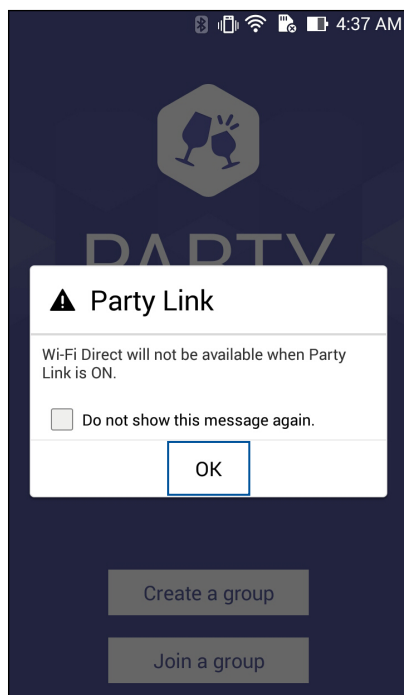 4:37 AM
PARTY
Party Link
Wi-Fi Direct will not be available when Party
Link is ON.
Do not show this message again.
OK
Create a group
Join a group